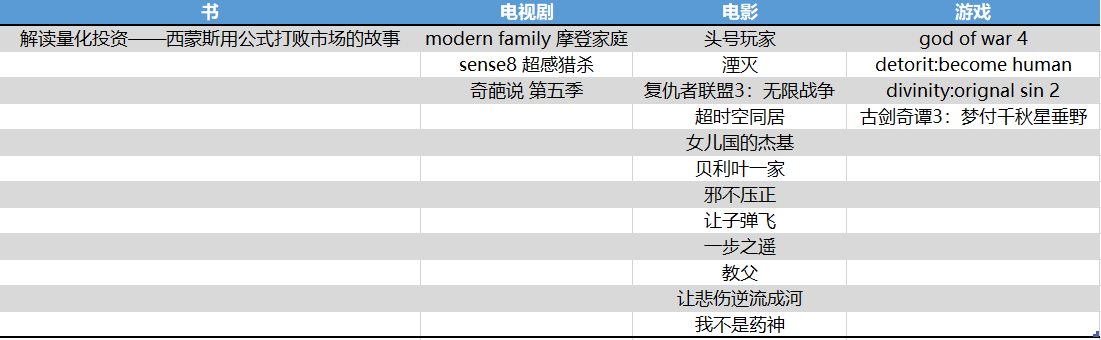 书 电视剧 电影 游戏
解读量化投资——西蒙斯用公式打败市场的故事 modern family 摩登家庭 头号玩家 god of war 4
sense8 超感猎杀 湮灭 detorit:become human
奇葩说 第五季 复仇者联盟3：无限战争 divinity:orignal sin 2
超时空同居 古剑奇谭3：梦付千秋星垂野
女儿国的杰基
贝利叶一家
邪不压正
让子弹飞
一步之遥
教父
让悲伤逆流成河
我不是药神